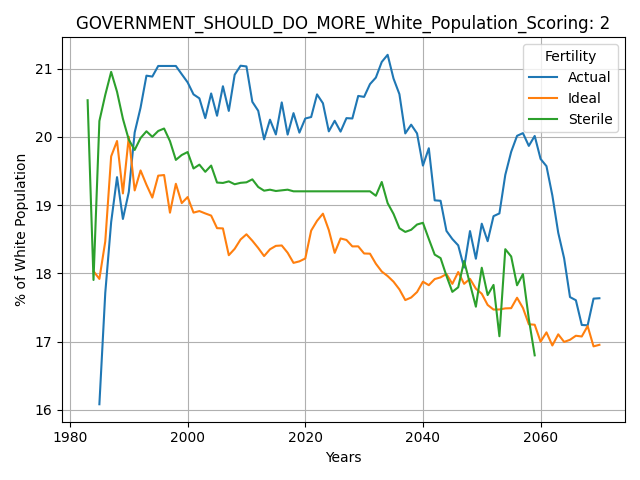 GOVERNMENT_SHOULD_DO_MORE_White_Population_Scoring: 2
Fertility
Actual
Ideal
Sterile
% of White Population
21
20
19
18
17
16
1980 2000 2020 2040 2060
Years